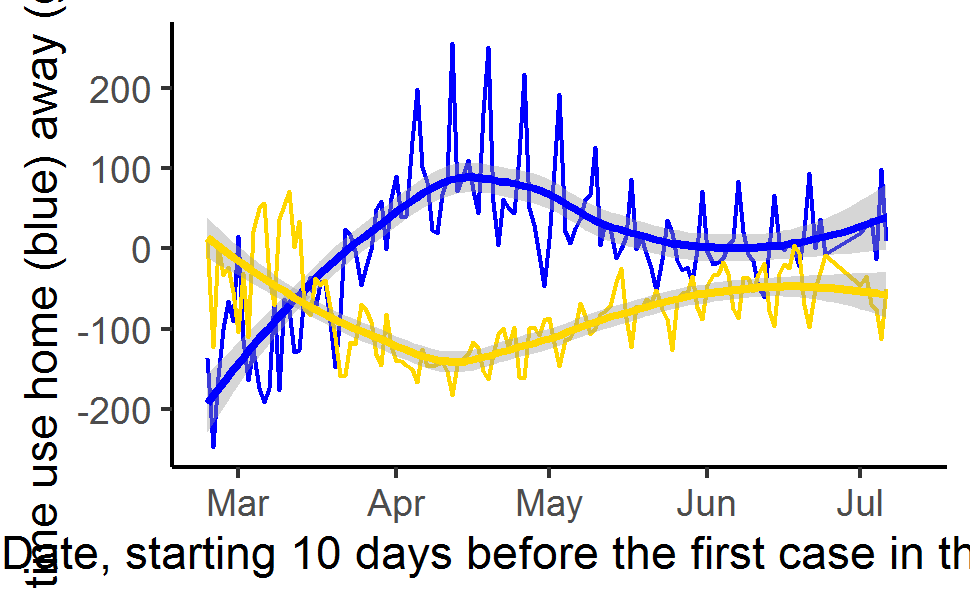 time use home (blue) away (
200
100
0
-100
-200
Mar Apr May Jun Jul
Date, starting 10 days before the first case in th